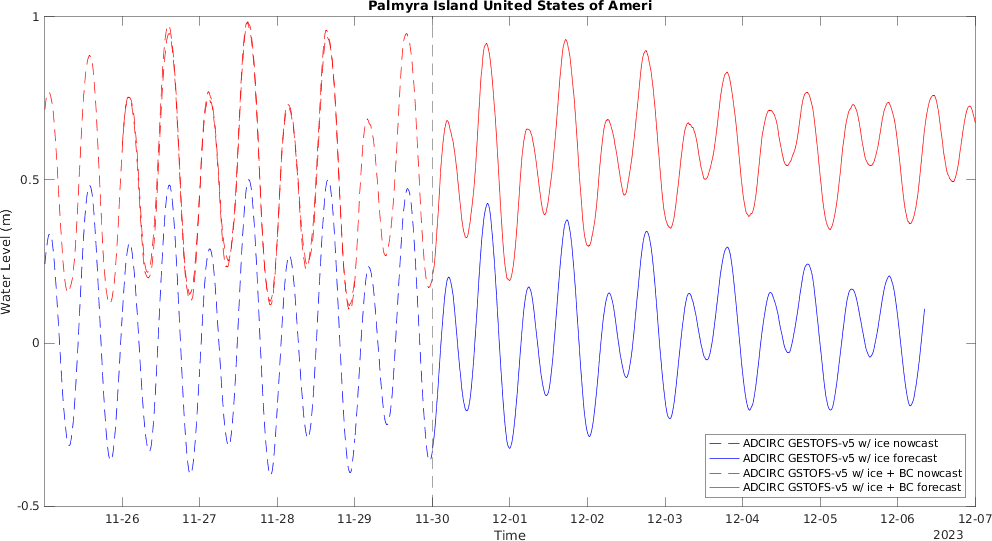 Palmyra Island United States of Ameri
Water Level (m)
1
0.5
0
-0.5
11-26 11-27 11-28 11-29 11-30 12-01 12-02 12-03 12-04 12-05 12-06 12-07
Time
2023
ADCIRC GESTOFS-v5 w/ ice nowcast
ADCIRC GESTOFS-v5 w/ ice forecast
ADCIRC GSTOFS-v5 w/ ice + BC nowcast
ADCIRC GSTOFS-v5 w/ ice + BC forecast